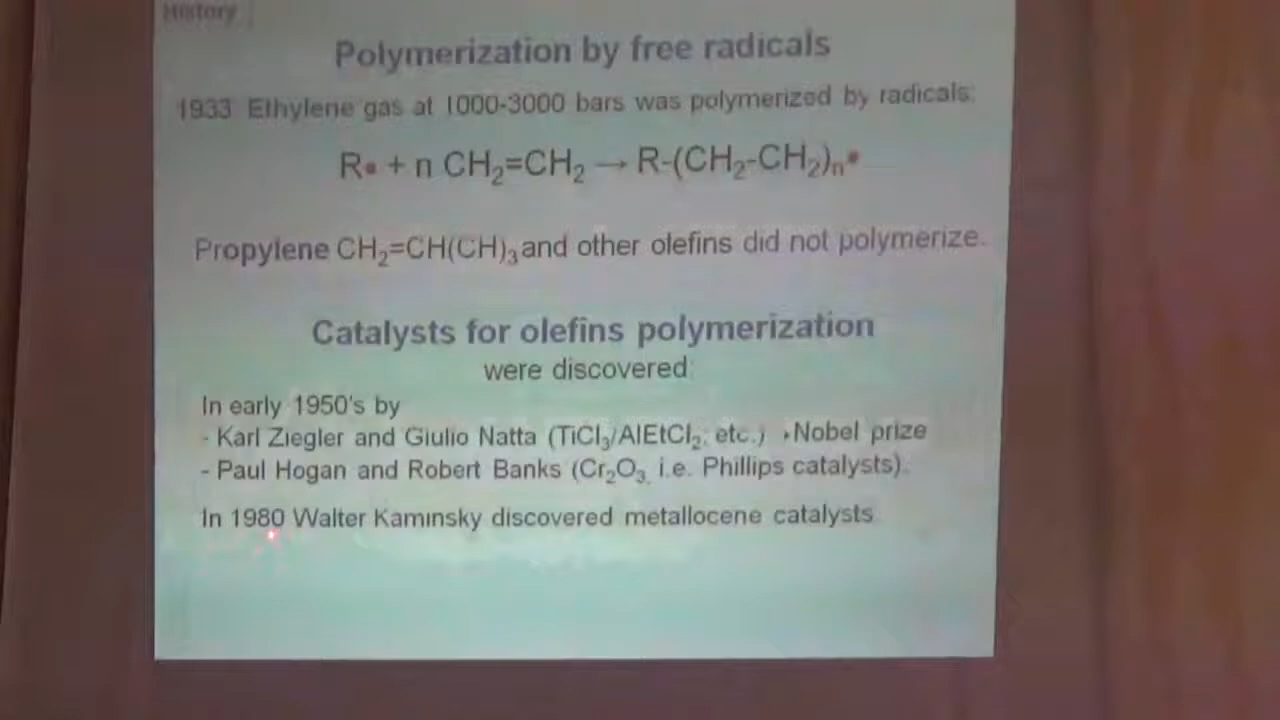 History
Polymerization by free radicals
1933 Ethylene gas at 1000-3000 bars was polymerized by radicals:
R• + n CH₂=CH₂ → R-(CH₂-CH₂)ₙ•
Propylene CH₂=CH(CH)₃ and other olefins did not polymerize.
Catalysts for olefins polymerization
were discovered:
In early 1950's by
- Karl Ziegler and Giulio Natta (TiCl₃/AlEtCl₂, etc.) →Nobel prize
- Paul Hogan and Robert Banks (Cr₂O₃, i.e. Phillips catalysts).
In 1980 Walter Kaminsky discovered metallocene catalysts